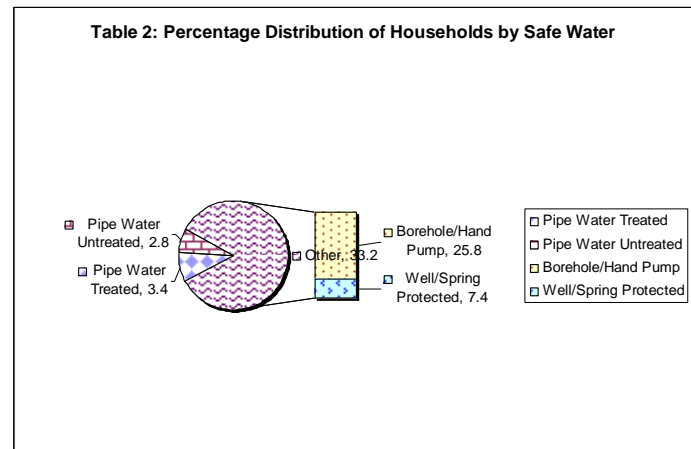 Table 2: Percentage Distribution of Households by Safe Water
Pipe Water
Untreated, 2.8
Pipe Water
Treated, 3.4
Other, 33.2
Borehole/Hand
Pump, 25.8
Well/Spring
Protected, 7.4
Pipe Water Treated
Pipe Water Untreated
Borehole/Hand Pump
Well/Spring Protected